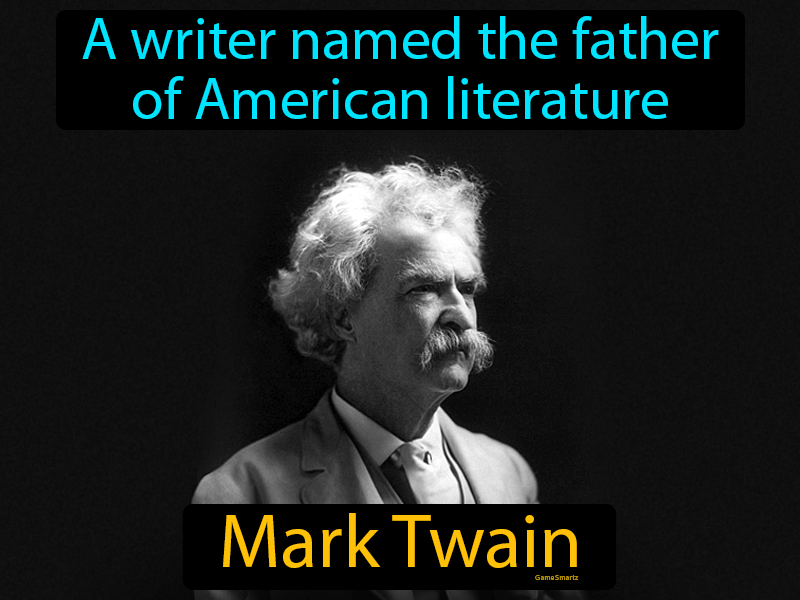 A writer named the father
of American literature
Mark Twain
GameSmartz